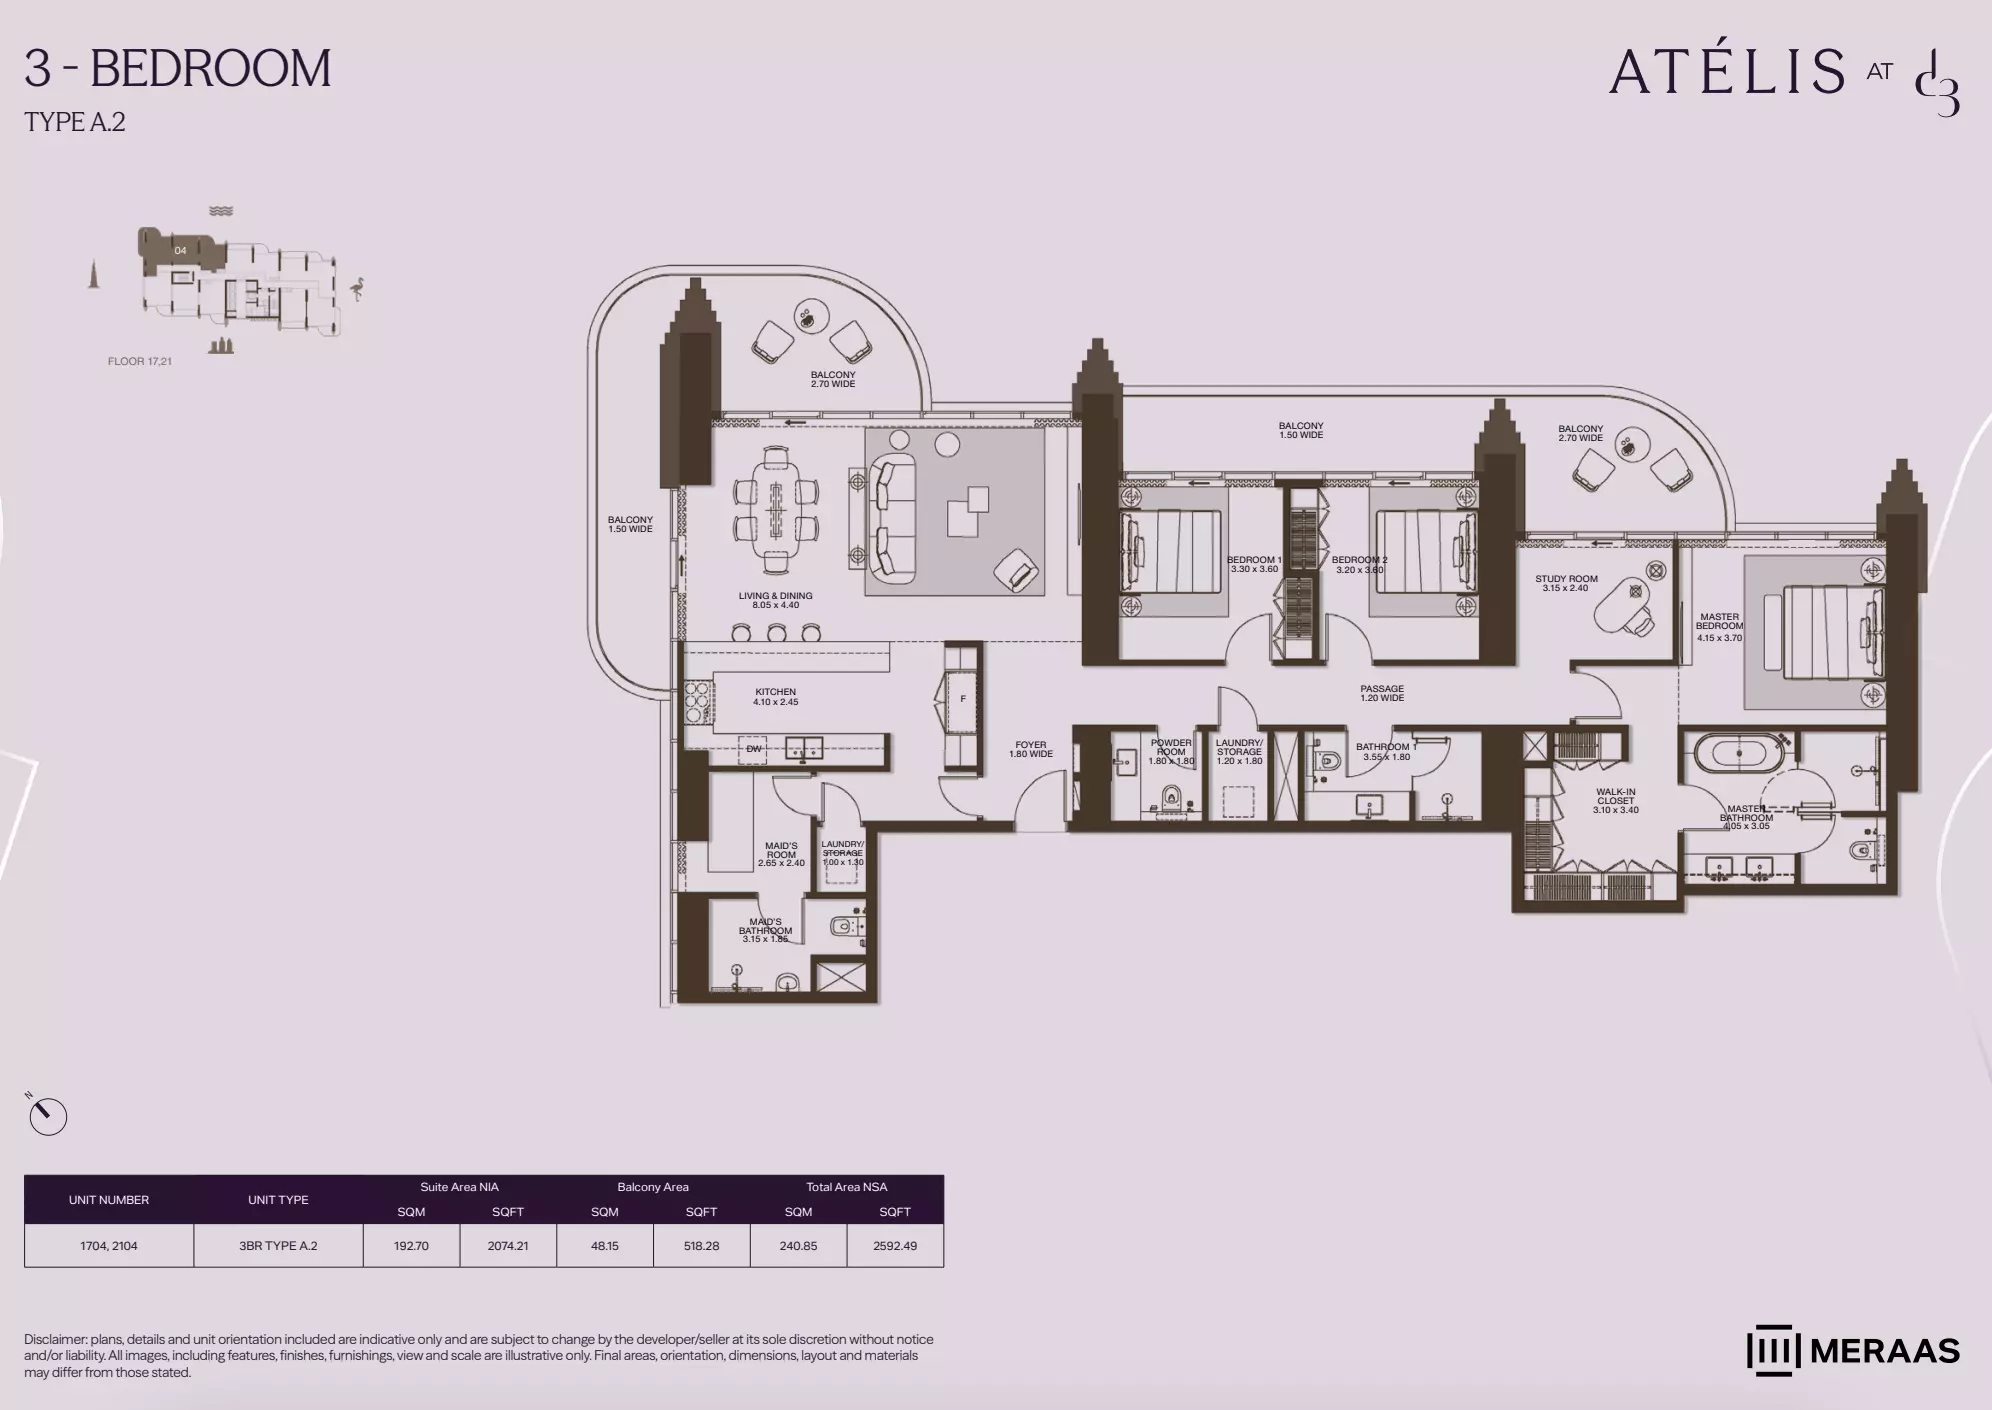 3 - BEDROOM
TYPE A.2
ATÉLIS AT d3
04
FLOOR 17,21
BALCONY
2.70 WIDE
BALCONY
1.50 WIDE
BALCONY
2.70 WIDE
BALCONY
1.50 WIDE
LIVING & DINING
8.05 x 4.40
BEDROOM 1
3.30 x 3.60
BEDROOM 2
3.20 x 3.60
STUDY ROOM
3.15 x 2.40
MASTER
BEDROOM
4.15 x 3.70
KITCHEN
4.10 x 2.45
F
DW
FOYER
1.80 WIDE
PASSAGE
1.20 WIDE
POWDER
ROOM
1.80 x 1.80
LAUNDRY/
STORAGE
1.20 x 1.80
BATHROOM 1
3.55 x 1.80
WALK-IN
CLOSET
3.10 x 3.40
MASTER
BATHROOM
4.05 x 3.05
MAID'S
ROOM
2.65 x 2.40
LAUNDRY/
STORAGE
1.00 x 1.30
MAID'S
BATHROOM
3.15 x 1.85
N
UNIT NUMBER UNIT TYPE Suite Area NIA Balcony Area Total Area NSA
SQM SQFT SQM SQFT SQM SQFT
1704, 2104 3BR TYPE A.2 192.70 2074.21 48.15 518.28 240.85 2592.49
Disclaimer: plans, details and unit orientation included are indicative only and are subject to change by the developer/seller at its sole discretion without notice
and/or liability. All images, including features, finishes, furnishings, view and scale are illustrative only. Final areas, orientation, dimensions, layout and materials
may differ from those stated.
MERAAS